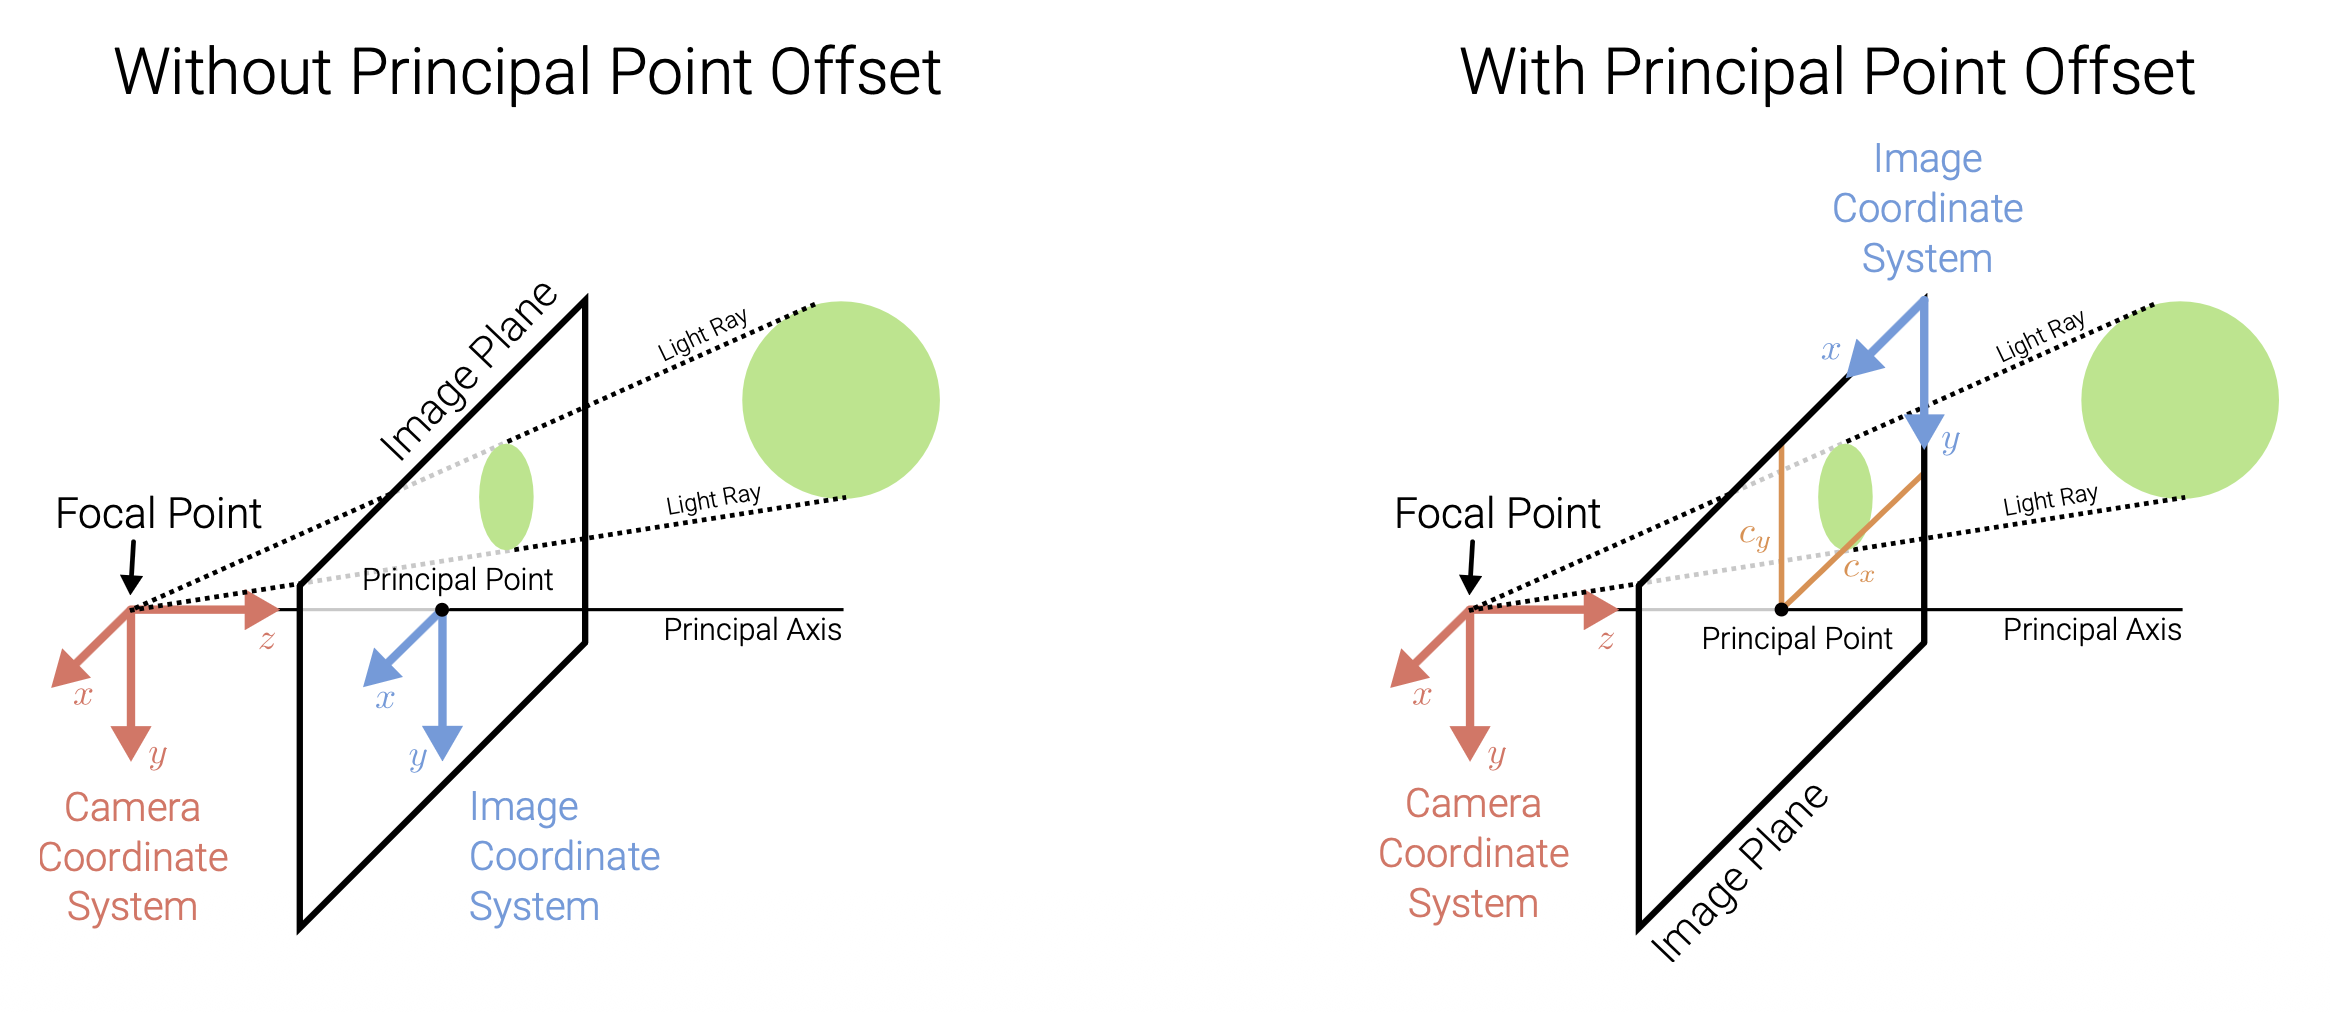 Without Principal Point Offset
Image Plane
Light Ray
Light Ray
Focal Point
Principal Point
Principal Axis
z
x
y
x
y
Camera
Coordinate
System
Image
Coordinate
System
With Principal Point Offset
Image
Coordinate
System
x
y
Light Ray
Light Ray
Focal Point
c_y
c_x
Principal Point
Principal Axis
z
x
y
Camera
Coordinate
System
Image Plane